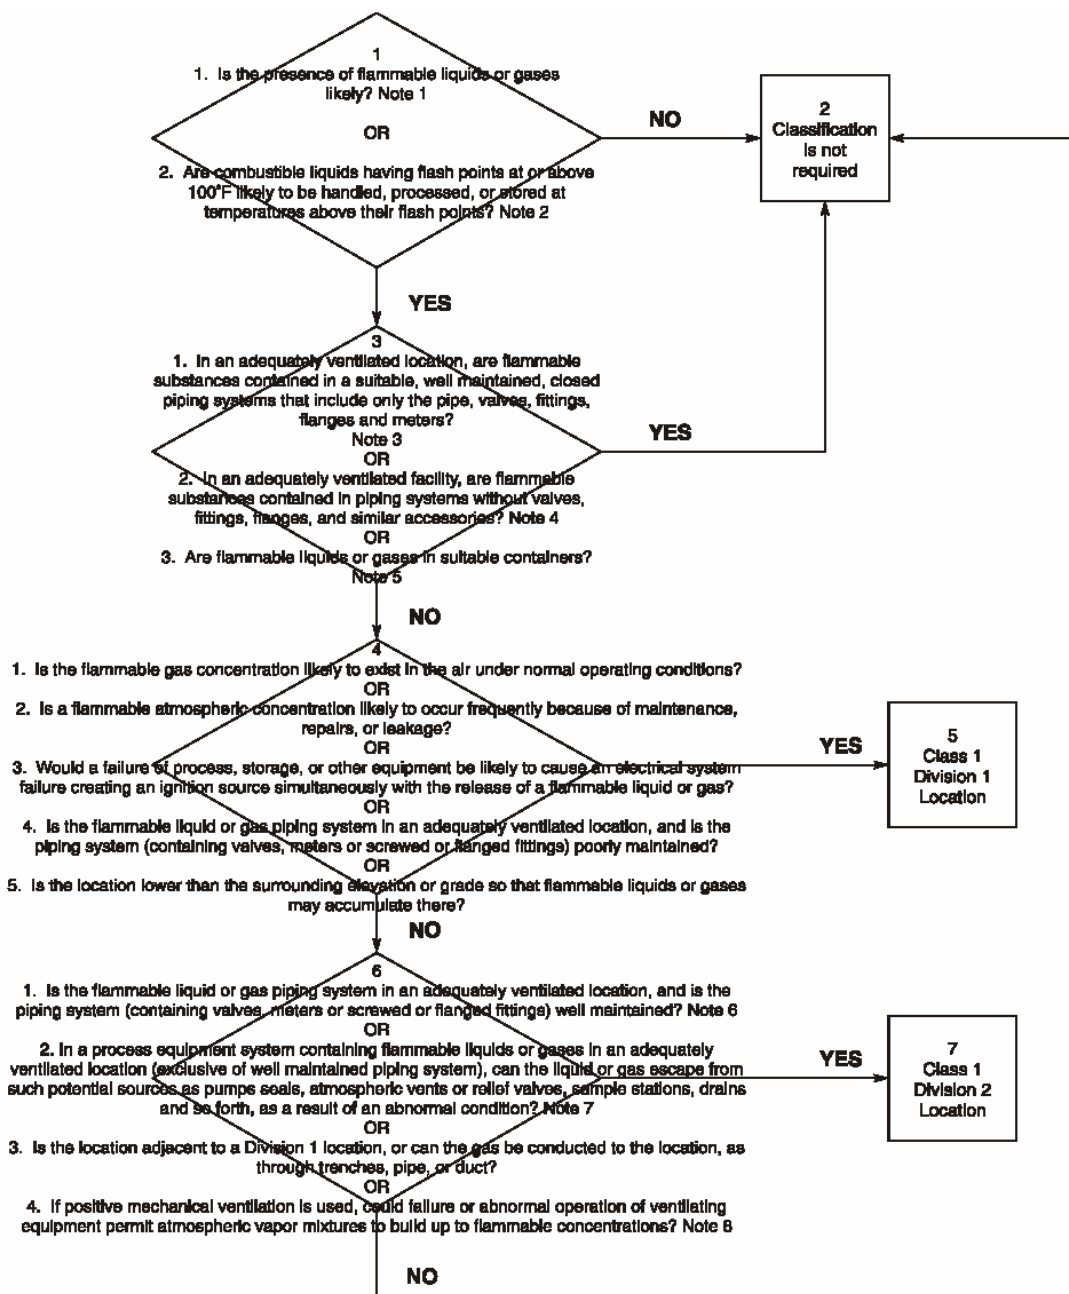 1
1. Is the presence of flammable liquids or gases
likely? Note 1
OR
2. Are combustible liquids having flash points at or above
100°F likely to be handled, processed, or stored at
temperatures above their flash points? Note 2
NO
2
Classification
is not
required
YES
3
1. In an adequately ventilated location, are flammable
substances contained in a suitable, well maintained, closed
piping systems that include only the pipe, valves, fittings,
flanges and meters?
Note 3
OR
2. In an adequately ventilated facility, are flammable
substances contained in piping systems without valves,
fittings, flanges, and similar accessories? Note 4
OR
3. Are flammable liquids or gases in suitable containers?
Note 5
YES
NO
4
1. Is the flammable gas concentration likely to exist in the air under normal operating conditions?
OR
2. Is a flammable atmospheric concentration likely to occur frequently because of maintenance,
repairs, or leakage?
OR
3. Would a failure of process, storage, or other equipment be likely to cause an electrical system
failure creating an ignition source simultaneously with the release of a flammable liquid or gas?
OR
4. Is the flammable liquid or gas piping system in an adequately ventilated location, and is the
piping system (containing valves, meters or screwed or flanged fittings) poorly maintained?
OR
5. Is the location lower than the surrounding elevation or grade so that flammable liquids or gases
may accumulate there?
YES
5
Class 1
Division 1
Location
NO
6
1. Is the flammable liquid or gas piping system in an adequately ventilated location, and is the
piping system (containing valves, meters or screwed or flanged fittings) well maintained? Note 6
OR
2. In a process equipment system containing flammable liquids or gases in an adequately
ventilated location (exclusive of well maintained piping system), can the liquid or gas escape from
such potential sources as pumps seals, atmospheric vents or relief valves, sample stations, drains
and so forth, as a result of an abnormal condition? Note 7
OR
3. Is the location adjacent to a Division 1 location, or can the gas be conducted to the location, as
through trenches, pipe, or duct?
OR
4. If positive mechanical ventilation is used, could failure or abnormal operation of ventilating
equipment permit atmospheric vapor mixtures to build up to flammable concentrations? Note 8
YES
7
Class 1
Division 2
Location
NO